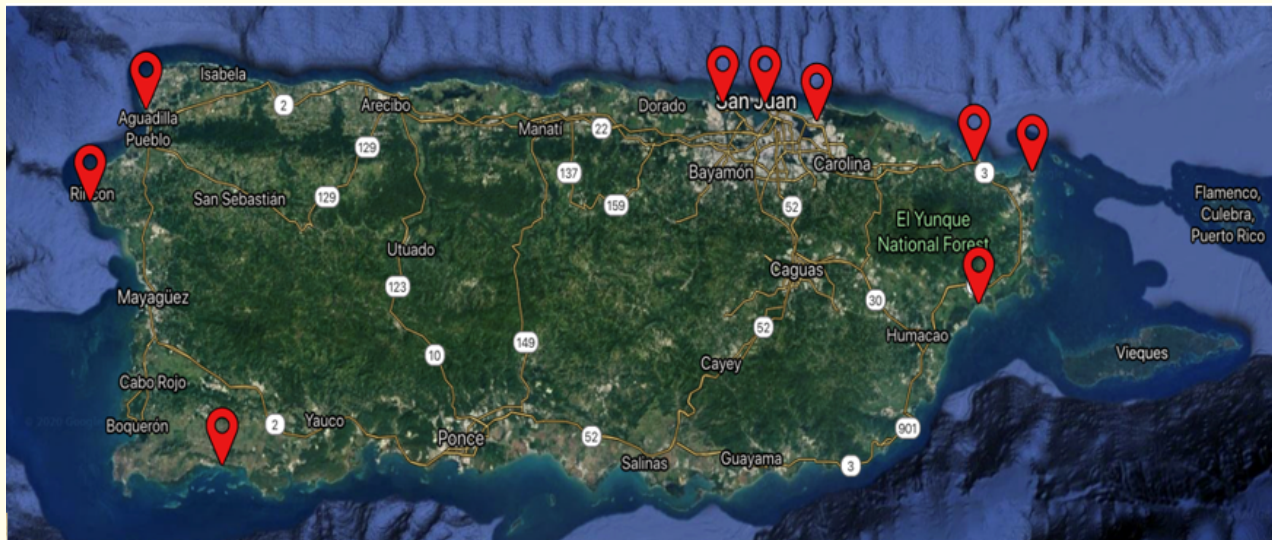 Isabela
Aguadilla
Pueblo
2
Arecibo
Dorado
San Juan
Manatí
22
129
Rincón
Bayamón
Carolina
3
137
San Sebastián
129
159
52
El Yunque
National Forest
Flamenco,
Culebra,
Puerto Rico
Utuado
Caguas
123
30
Mayagüez
52
Humacao
149
10
Vieques
Cayey
Cabo Rojo
Boquerón
2
Yauco
Ponce
52
901
Salinas
Guayama
3